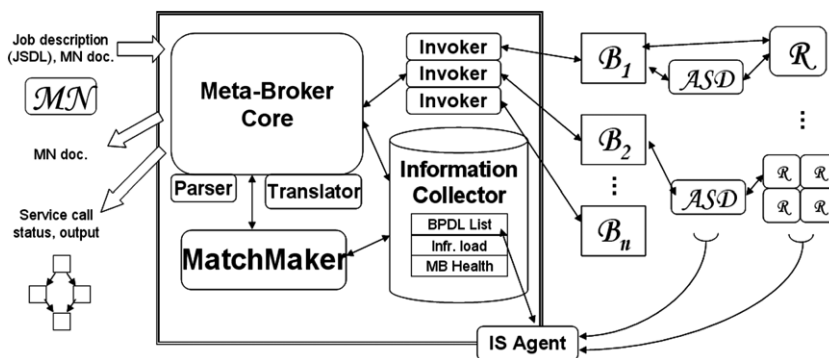 Job description
(JSDL), MN doc.
MN
MN doc.
Service call
status, output
Meta-Broker
Core
Parser
Translator
MatchMaker
Invoker
Invoker
Invoker
Information
Collector
BPDL List
Infr. load
MB Health
IS Agent
B1
B2
⋮
Bn
ASD
R
...
ASD
R R
R R